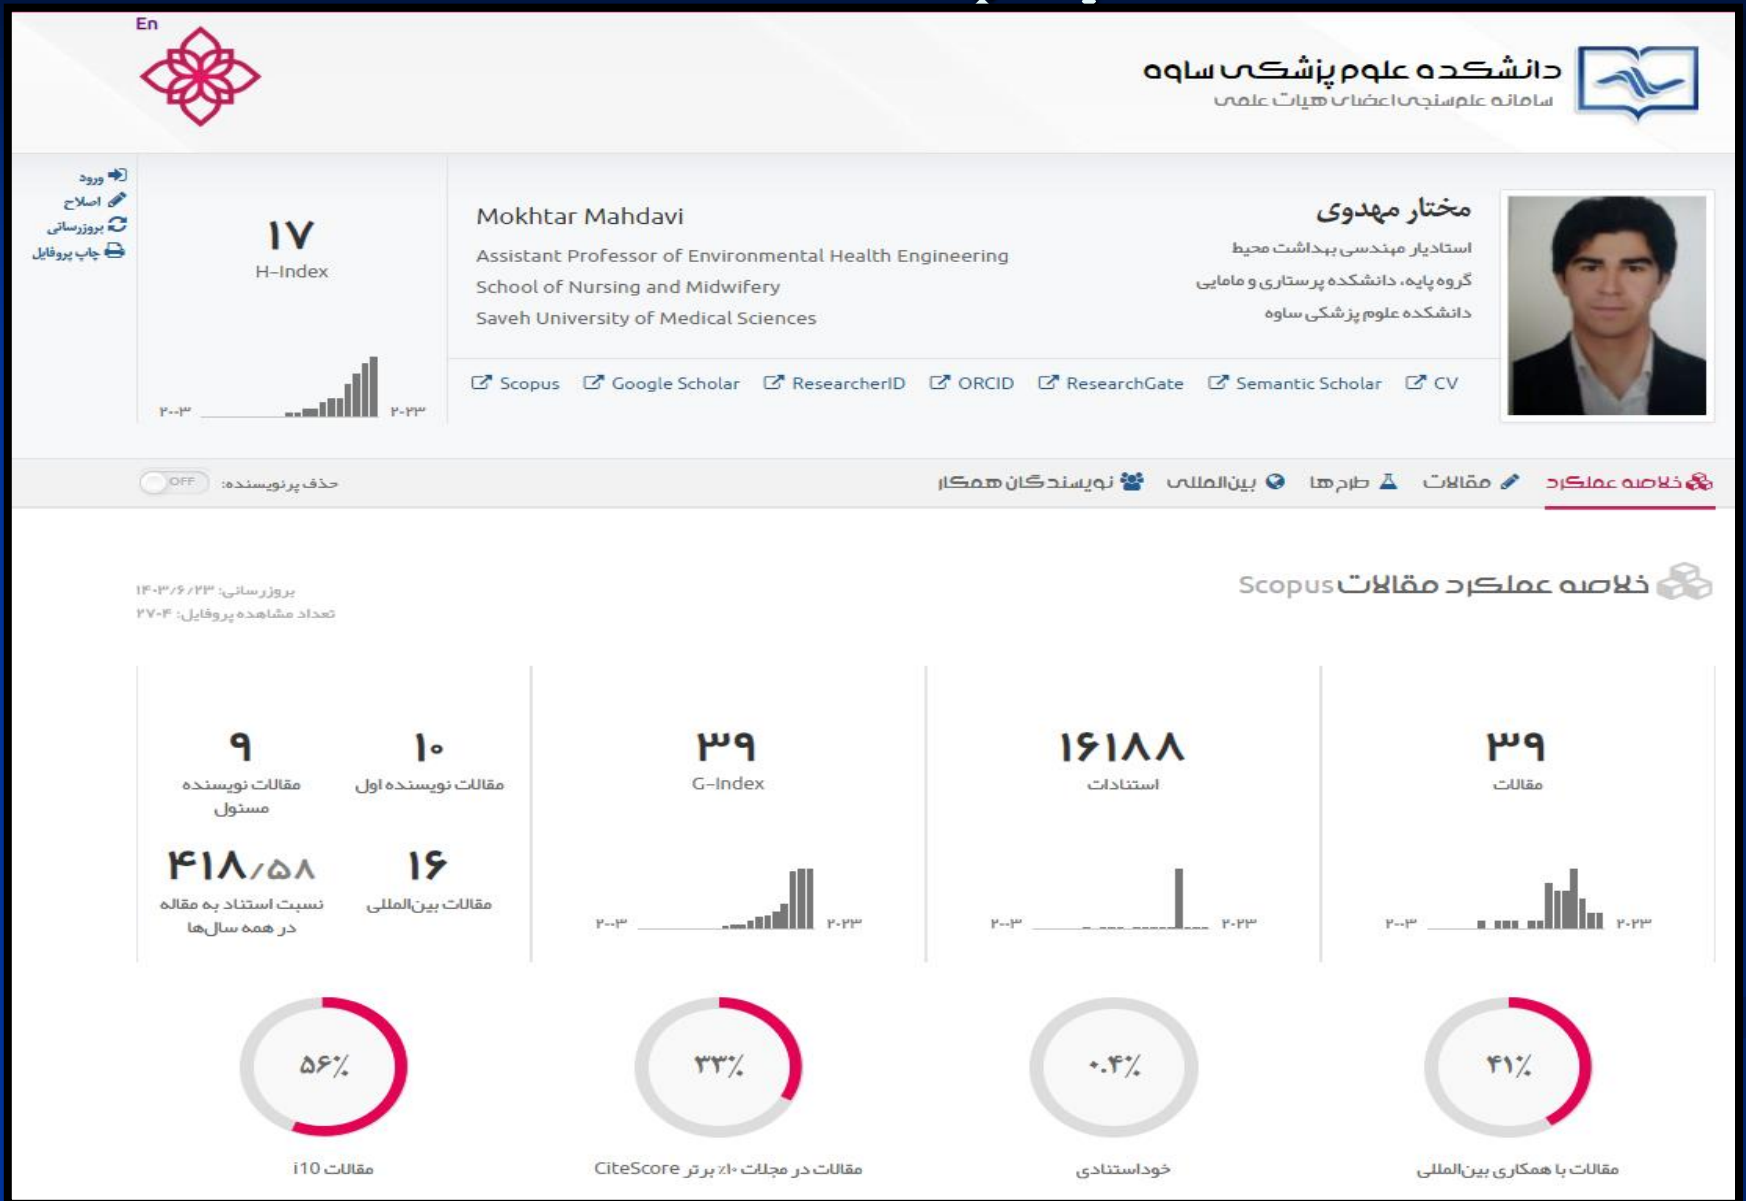 En
دانشکده علوم پزشکی ساوه
سامانه علم‌سنجی اعضای هیات علمی
ورود
اصلاح
بروزرسانی
چاپ پروفایل
۱۷
H-Index
۲۰۰۳
۲۰۲۳
Mokhtar Mahdavi
Assistant Professor of Environmental Health Engineering
School of Nursing and Midwifery
Saveh University of Medical Sciences
مختار مهدوی
استادیار مهندسی بهداشت محیط
گروه پایه، دانشکده پرستاری و مامایی
دانشکده علوم پزشکی ساوه
Scopus Google Scholar ResearcherID ORCID ResearchGate Semantic Scholar CV
خلاصه عملکرد مقالات طرح‌ها بین‌المللی نویسندگان همکار
حذف پرنویسنده: OFF
خلاصه عملکرد مقالات Scopus
بروزرسانی: ۱۴۰۳/۶/۲۳
تعداد مشاهده پروفایل: ۲۷۰۴
۳۹
مقالات
۲۰۰۳
۲۰۲۳
۱۶۱۸۸
استنادات
۲۰۰۳
۲۰۲۳
۳۹
G-Index
۲۰۰۳
۲۰۲۳
۱۰
مقالات نویسنده اول
۹
مقالات نویسنده
مسئول
۱۶
مقالات بین‌المللی
۴۱۸/۵۸
نسبت استناد به مقاله
در همه سال‌ها
۴۱٪
مقالات با همکاری بین‌المللی
۰.۴٪
خوداستنادی
۳۳٪
مقالات در مجلات ۱۰٪ برتر CiteScore
۵۶٪
مقالات i10